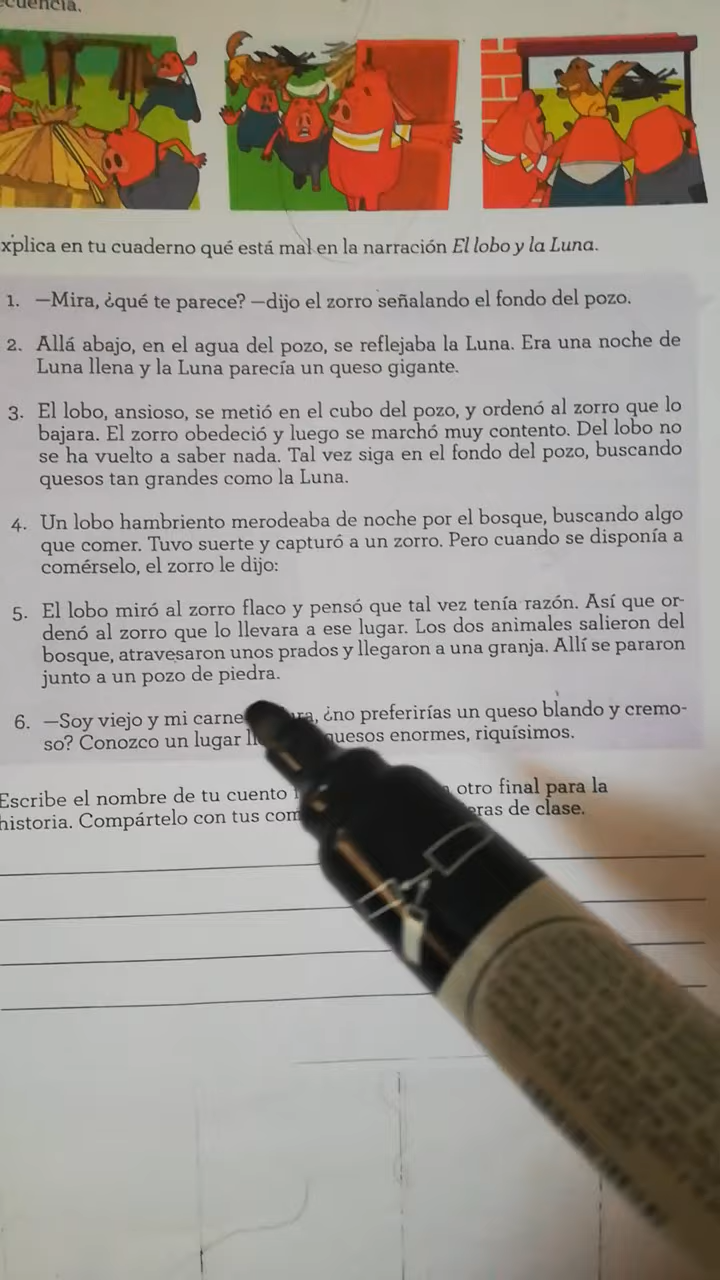 cuencia.
xplica en tu cuaderno qué está mal en la narración El lobo y la Luna.
1. —Mira, ¿qué te parece? —dijo el zorro señalando el fondo del pozo.
2. Allá abajo, en el agua del pozo, se reflejaba la Luna. Era una noche de
Luna llena y la Luna parecía un queso gigante.
3. El lobo, ansioso, se metió en el cubo del pozo, y ordenó al zorro que lo
bajara. El zorro obedeció y luego se marchó muy contento. Del lobo no
se ha vuelto a saber nada. Tal vez siga en el fondo del pozo, buscando
quesos tan grandes como la Luna.
4. Un lobo hambriento merodeaba de noche por el bosque, buscando algo
que comer. Tuvo suerte y capturó a un zorro. Pero cuando se disponía a
comérselo, el zorro le dijo:
5. El lobo miró al zorro flaco y pensó que tal vez tenía razón. Así que or-
denó al zorro que lo llevara a ese lugar. Los dos animales salieron del
bosque, atravesaron unos prados y llegaron a una granja. Allí se pararon
junto a un pozo de piedra.
6. —Soy viejo y mi carne ¿no preferirías un queso blando y cremo-
so? Conozco un lugar quesos enormes, riquísimos.
Escribe el nombre de tu cuento otro final para la
historia. Compártelo con tus de clase.